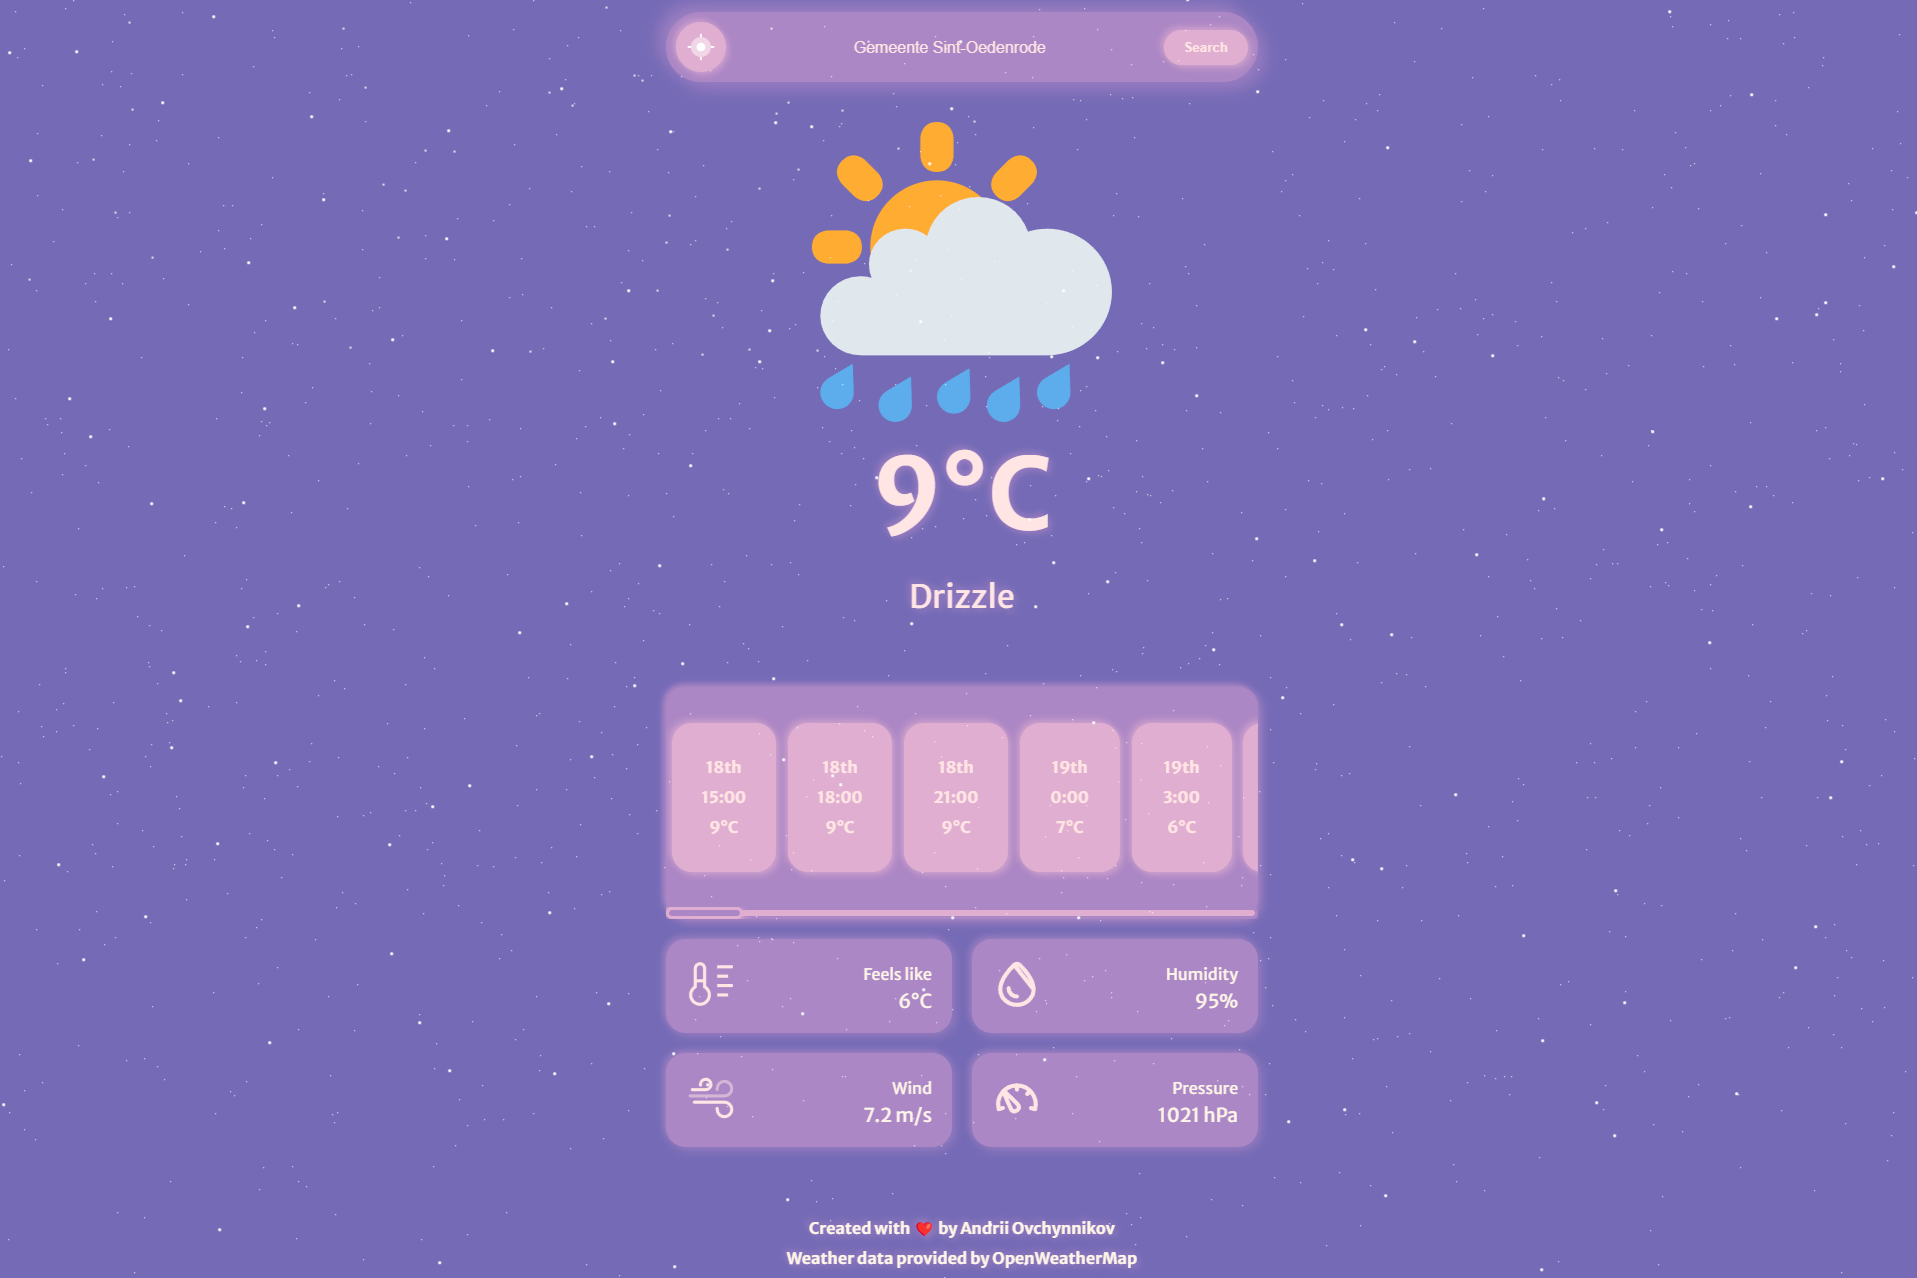 Gemeente Sint-Oedenrode
Search
9°C
Drizzle
18th
15:00
9°C
18th
18:00
9°C
18th
21:00
9°C
19th
0:00
7°C
19th
3:00
6°C
Feels like
6°C
Humidity
95%
Wind
7.2 m/s
Pressure
1021 hPa
Created with ❤️ by Andrii Ovchynnikov
Weather data provided by OpenWeatherMap